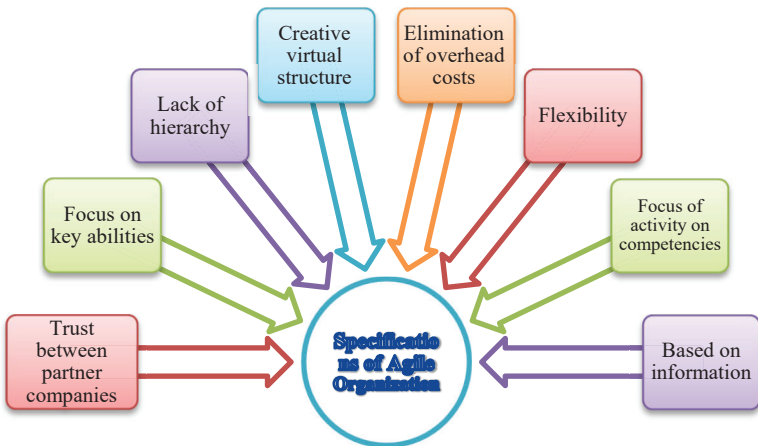 Creative
virtual
structure
Elimination
of overhead
costs
Lack of
hierarchy
Flexibility
Focus on
key abilities
Focus of
activity on
competencies
Trust
between
partner
companies
Specificatio
ns of Agile
Organization
Based on
information